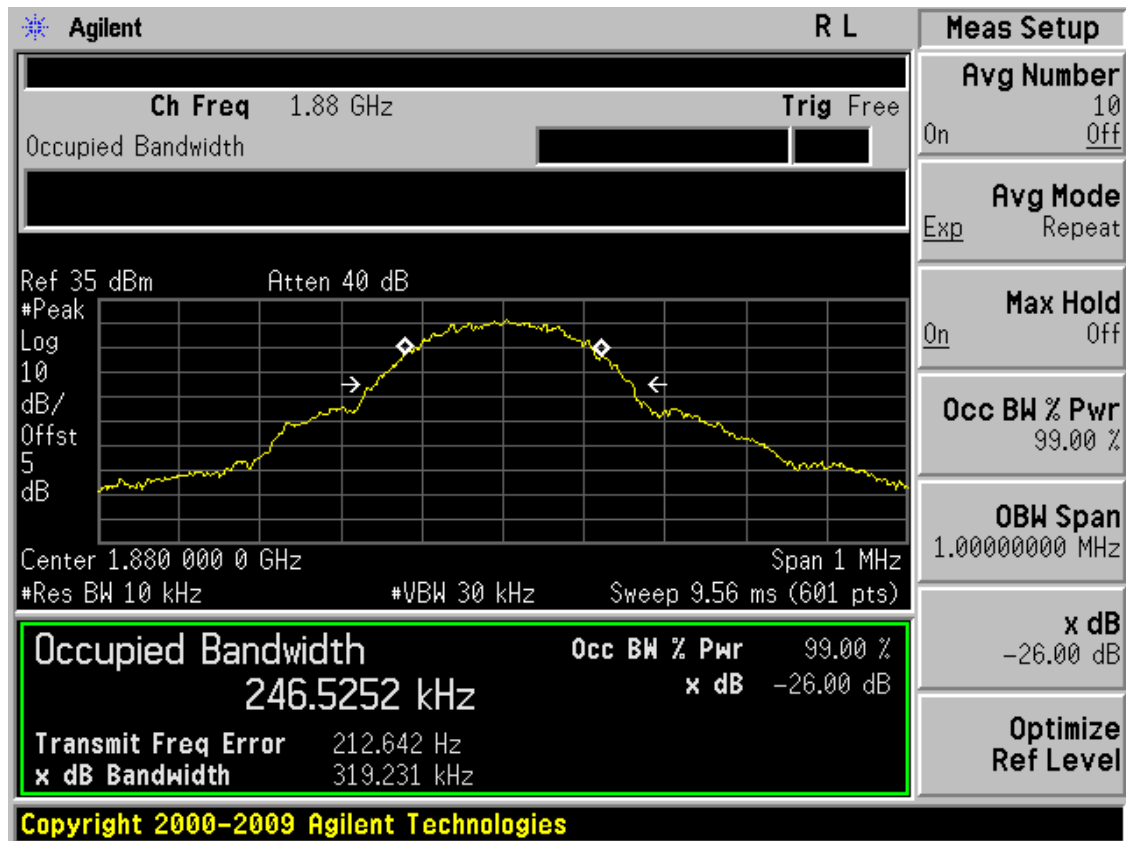 Agilent R L
Ch Freq 1.88 GHz Trig Free
Occupied Bandwidth
Ref 35 dBm Atten 40 dB
#Peak
Log
10
dB/
Offst
5
dB
Center 1.880 000 0 GHz Span 1 MHz
#Res BW 10 kHz #VBW 30 kHz Sweep 9.56 ms (601 pts)
Occupied Bandwidth Occ BW % Pwr 99.00 %
246.5252 kHz x dB -26.00 dB
Transmit Freq Error 212.642 Hz
x dB Bandwidth 319.231 kHz
Copyright 2000-2009 Agilent Technologies
Meas Setup
Avg Number
10
On Off
Avg Mode
Exp Repeat
Max Hold
On Off
Occ BW % Pwr
99.00 %
OBW Span
1.00000000 MHz
x dB
-26.00 dB
Optimize
Ref Level